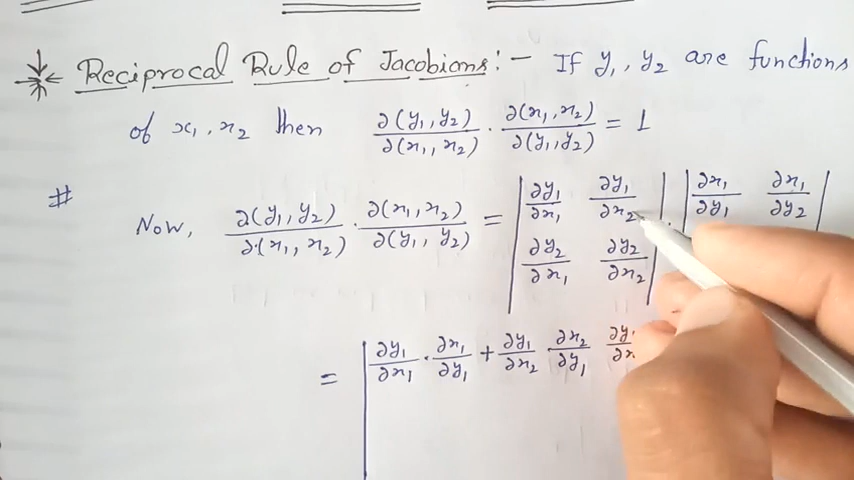 Reciprocal Rule of Jacobions :- If y₁, y₂ are functions
of x₁, x₂ then ∂(y₁, y₂)/∂(x₁, x₂) · ∂(x₁, x₂)/∂(y₁, y₂) = 1
#
Now, ∂(y₁, y₂)/∂(x₁, x₂) · ∂(x₁, x₂)/∂(y₁, y₂) = | ∂y₁/∂x₁ ∂y₁/∂x₂ | | ∂x₁/∂y₁ ∂x₁/∂y₂ |
| ∂y₂/∂x₁ ∂y₂/∂x₂ |
= | ∂y₁/∂x₁ · ∂x₁/∂y₁ + ∂y₁/∂x₂ · ∂x₂/∂y₁